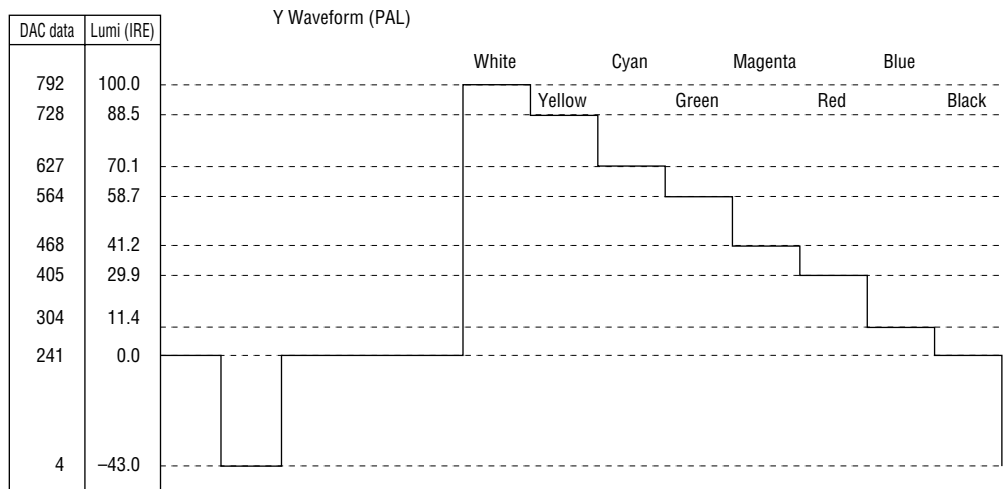 Y Waveform (PAL)
DAC data Lumi (IRE)
White Cyan Magenta Blue
792 100.0
Yellow Green Red Black
728 88.5
627 70.1
564 58.7
468 41.2
405 29.9
304 11.4
241 0.0
4 –43.0